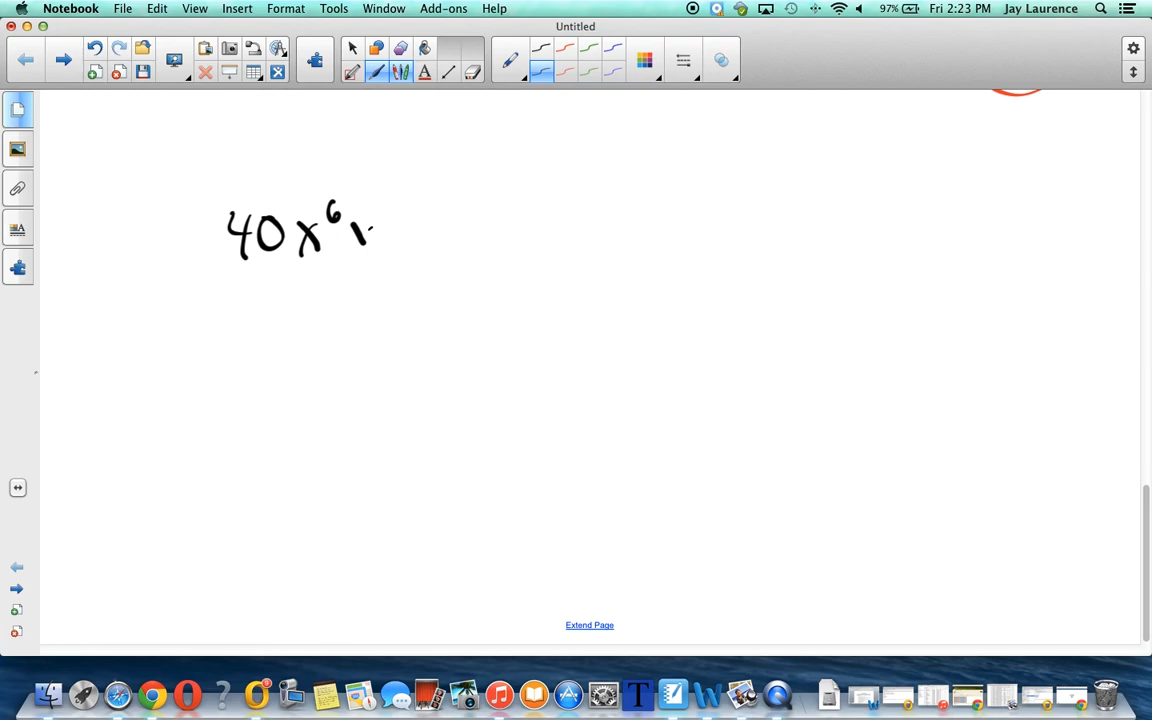 Notebook File Edit View Insert Format Tools Window Add-ons Help 97% Fri 2:23 PM Jay Laurence
Untitled
40x⁶
Extend Page